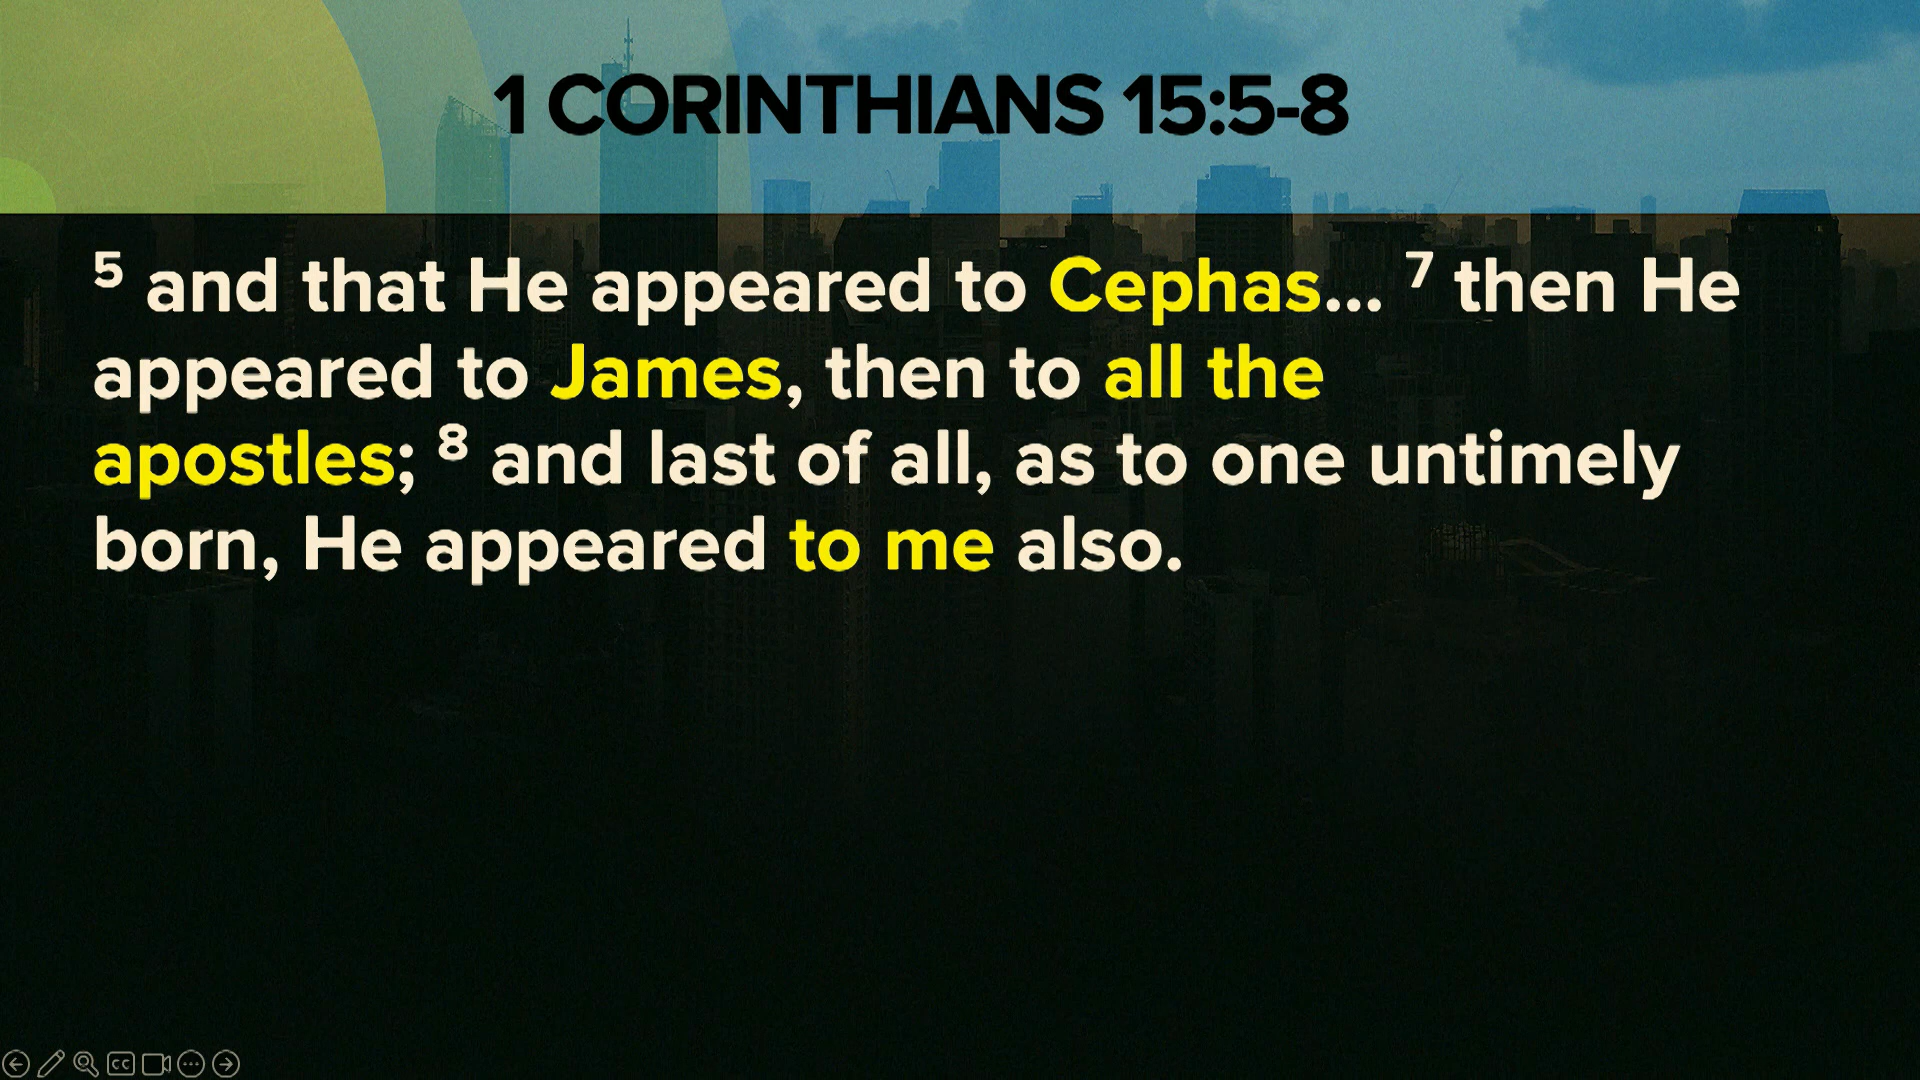 1 CORINTHIANS 15:5-8
⁵ and that He appeared to Cephas... ⁷ then He
appeared to James, then to all the
apostles; ⁸ and last of all, as to one untimely
born, He appeared to me also.
CC